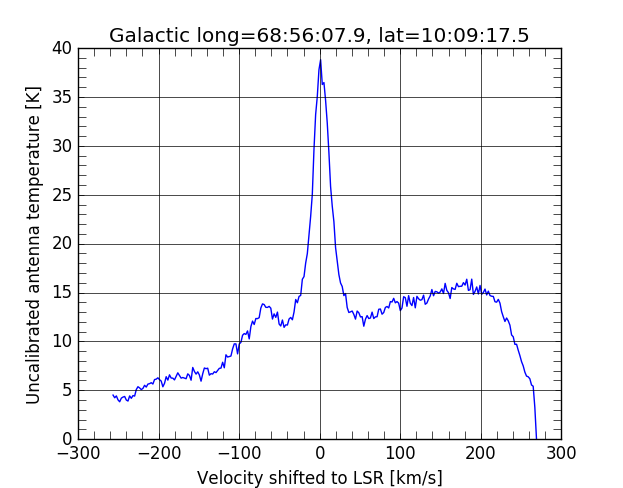 Galactic long=68:56:07.9, lat=10:09:17.5
40
35
30
25
20
15
10
5
0
Uncalibrated antenna temperature [K]
−300 −200 −100 0 100 200 300
Velocity shifted to LSR [km/s]